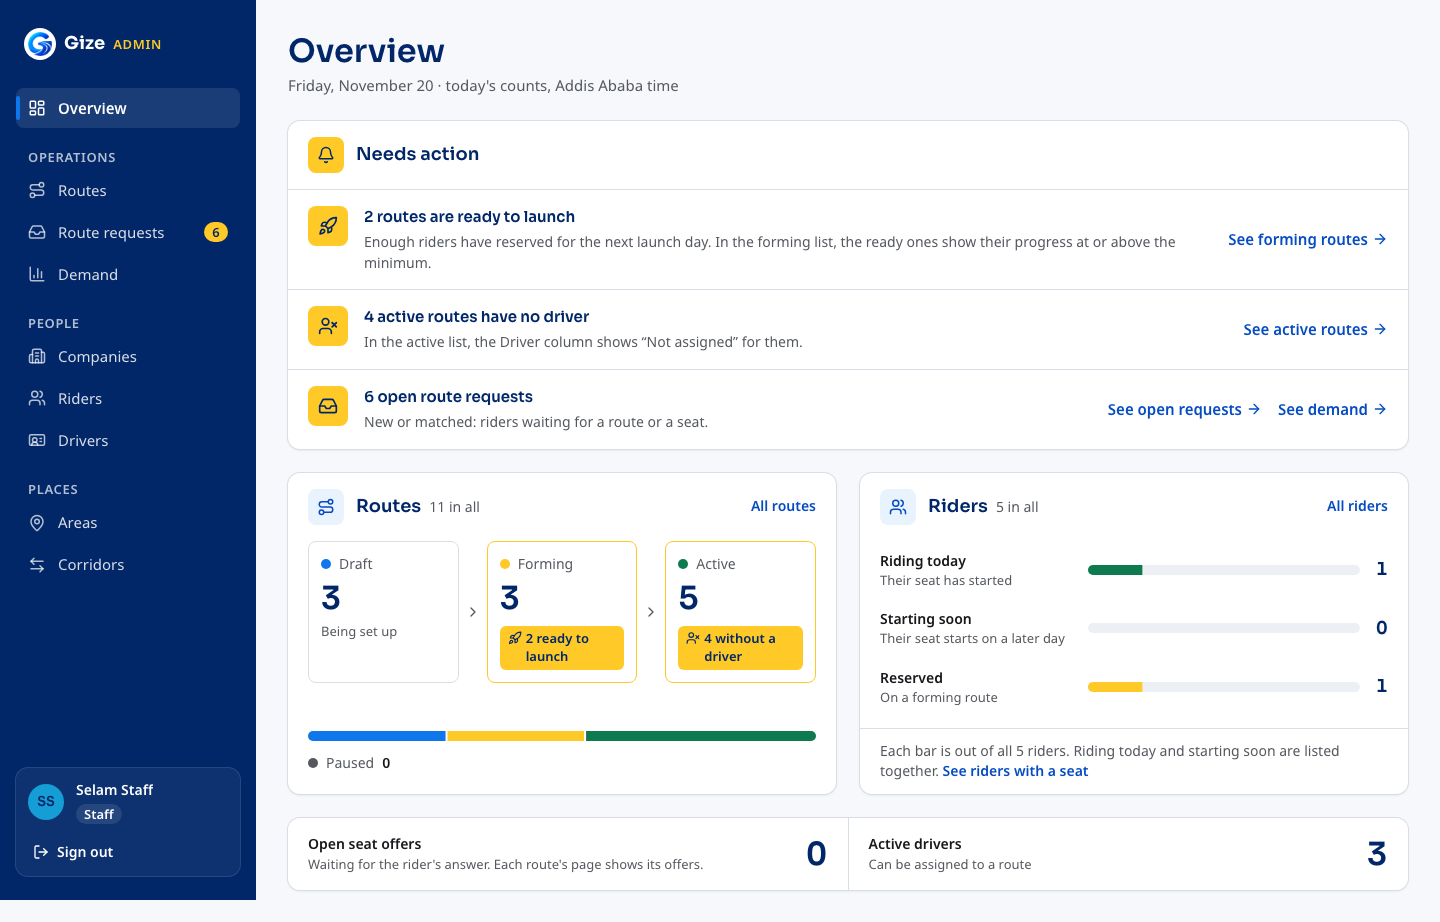 Gize ADMIN
Overview
OPERATIONS
Routes
Route requests 6
Demand
PEOPLE
Companies
Riders
Drivers
PLACES
Areas
Corridors
SS
Selam Staff
Staff
Sign out
Overview
Friday, November 20 · today's counts, Addis Ababa time
Needs action
2 routes are ready to launch
Enough riders have reserved for the next launch day. In the forming list, the ready ones show their progress at or above the
minimum.
See forming routes
4 active routes have no driver
In the active list, the Driver column shows “Not assigned” for them.
See active routes
6 open route requests
New or matched: riders waiting for a route or a seat.
See open requests
See demand
Routes 11 in all
All routes
Draft
3
Being set up
Forming
3
2 ready to
launch
Active
5
4 without a
driver
Paused 0
Riders 5 in all
All riders
Riding today
Their seat has started
1
Starting soon
Their seat starts on a later day
0
Reserved
On a forming route
1
Each bar is out of all 5 riders. Riding today and starting soon are listed
together. See riders with a seat
Open seat offers
Waiting for the rider's answer. Each route's page shows its offers.
0
Active drivers
Can be assigned to a route
3